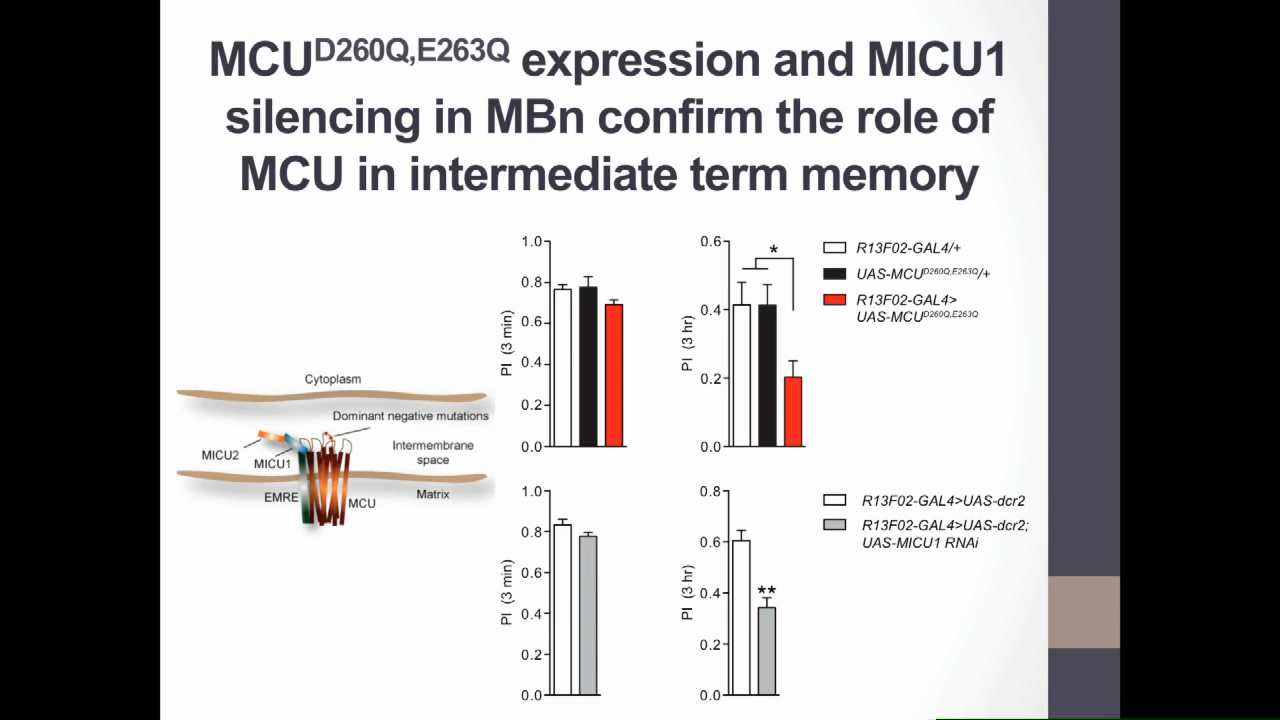 MCU^D260Q,E263Q expression and MICU1
silencing in MBn confirm the role of
MCU in intermediate term memory
Cytoplasm
Dominant negative mutations
MICU2
MICU1
Intermembrane
space
EMRE
MCU
Matrix
1.0
0.8
0.6
0.4
0.2
0.0
PI (3 min)
0.6
0.4
0.2
0.0
PI (3 hr)
*
R13F02-GAL4/+
UAS-MCU^D260Q,E263Q/+
R13F02-GAL4>
UAS-MCU^D260Q,E263Q
1.0
0.8
0.6
0.4
0.2
0.0
PI (3 min)
0.8
0.6
0.4
0.2
0.0
PI (3 hr)
**
R13F02-GAL4>UAS-dcr2
R13F02-GAL4>UAS-dcr2;
UAS-MICU1 RNAi